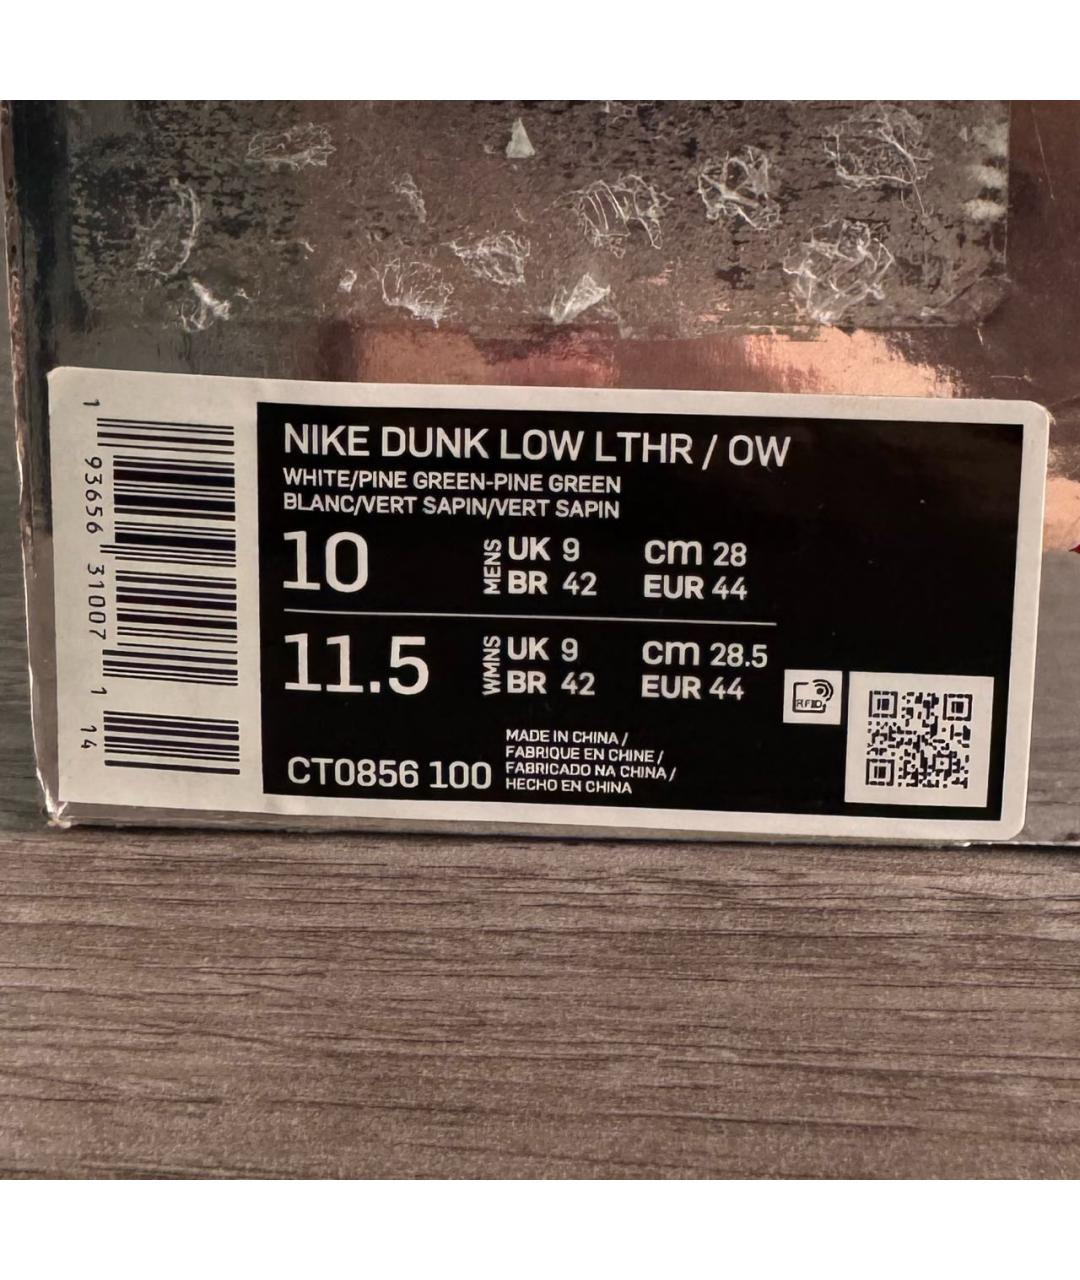 NIKE DUNK LOW LTHR / OW
WHITE/PINE GREEN-PINE GREEN
BLANC/VERT SAPIN/VERT SAPIN
10 MENS UK 9 cm 28
BR 42 EUR 44
11.5 WMNS UK 9 cm 28.5
BR 42 EUR 44
RFID
MADE IN CHINA /
FABRIQUE EN CHINE /
FABRICADO NA CHINA /
HECHO EN CHINA
CT0856 100
1 93656 31007 1 14